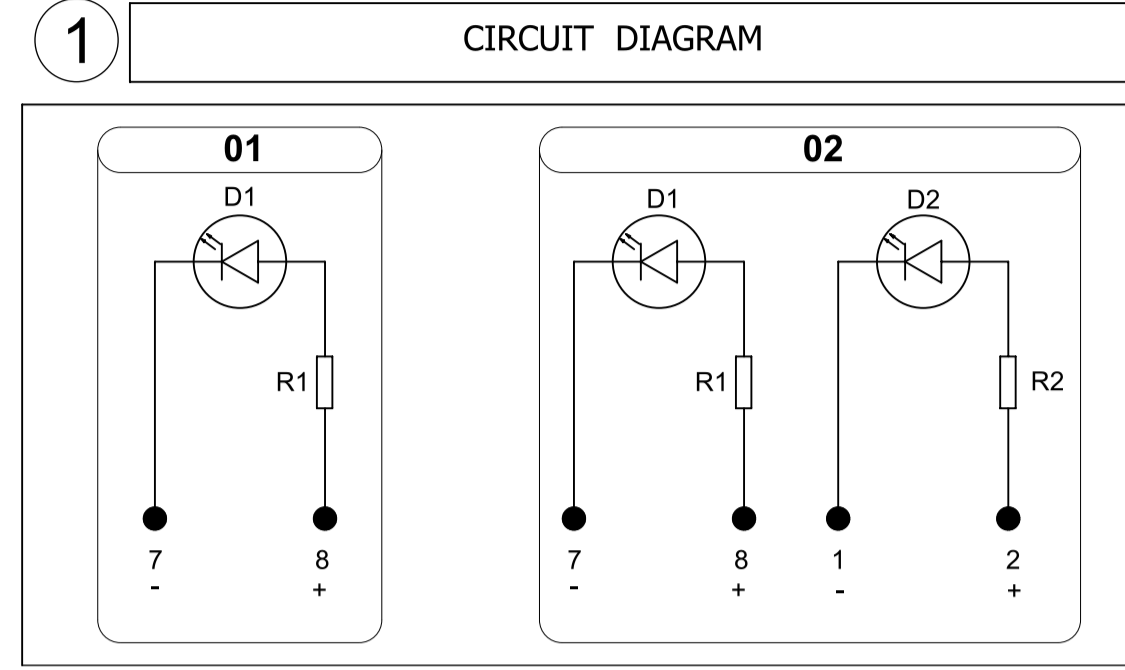 1
CIRCUIT DIAGRAM
01
D1
R1
7 8
- +
02
D1 D2
R1 R2
7 8 1 2
- + - +